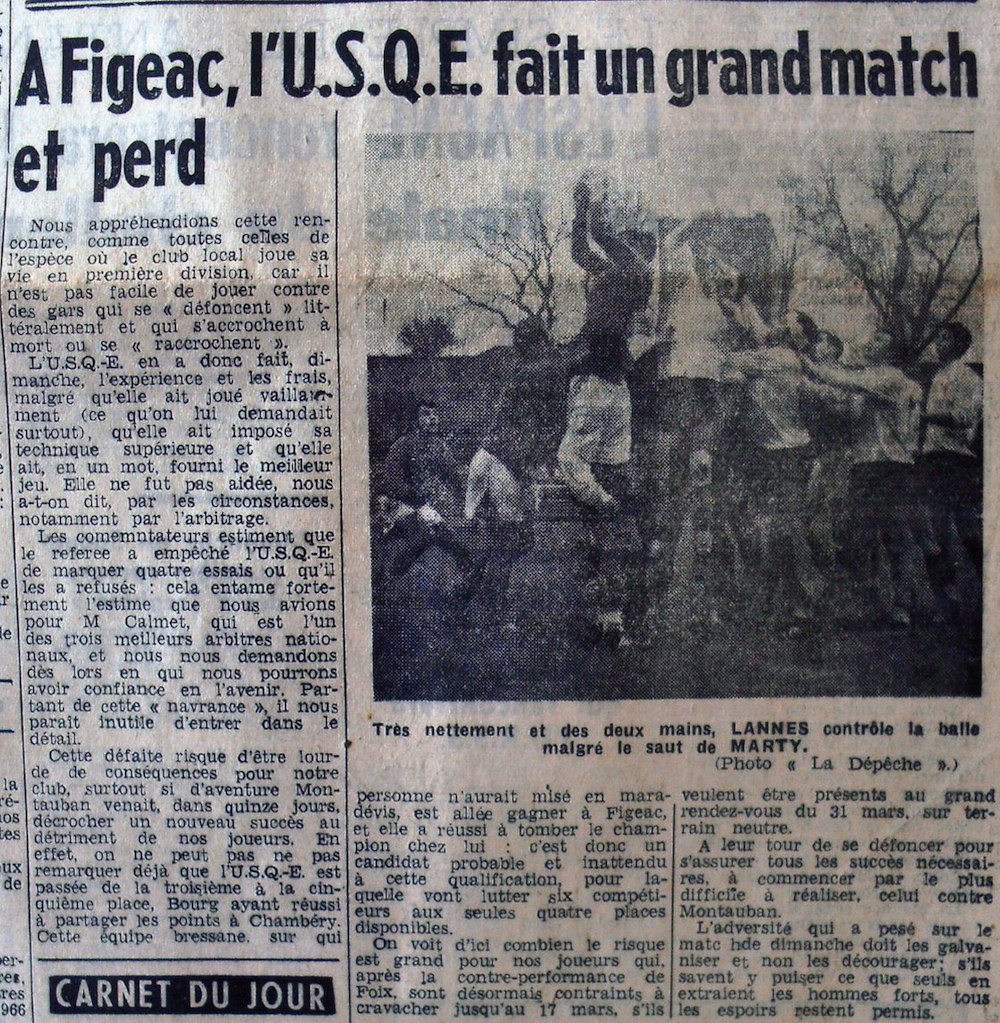 A Figeac, l'U.S.Q.E. fait un grand match
et perd
Nous appréhendions cette ren-
contre, comme toutes celles de
l'espèce où le club local joue sa
vie en première division, car il
n'est pas facile de jouer contre
des gars qui se « défoncent » lit-
téralement et qui s'accrochent à
mort ou se « raccrochent ».
L'U.S.Q.-E. en a donc fait, di-
manche, l'expérience et les frais,
malgré qu'elle ait joué vaillam-
ment (ce qu'on lui demandait
surtout), qu'elle ait imposé sa
technique supérieure et qu'elle
ait, en un mot, fourni le meilleur
jeu. Elle ne fut pas aidée, nous
a-t-on dit, par les circonstances,
notamment par l'arbitrage.
Les comemntateurs estiment que
le referee a empêché l'U.S.Q.-E.
de marquer quatre essais ou qu'il
les a refusés : cela entame forte-
ment l'estime que nous avions
pour M Calmet, qui est l'un
des trois meilleurs arbitres natio-
naux, et nous nous demandons
dès lors en qui nous pourrons
avoir confiance en l'avenir. Par-
tant de cette « navrance », il nous
paraît inutile d'entrer dans le
détail.
Cette défaite risque d'être lour-
de de conséquences pour notre
club, surtout si d'aventure Mon-
tauban venait, dans quinze jours,
décrocher un nouveau succès au
détriment de nos joueurs. En
effet, on ne peut pas ne pas
remarquer déjà que l'U.S.Q.-E. est
passée de la troisième à la cin-
quième place, Bourg ayant réussi
à partager les points à Chambéry.
Cette équipe bressane, sur qui
CARNET DU JOUR
Très nettement et des deux mains, LANNES contrôle la balle
malgré le saut de MARTY.
(Photo « La Dépêche ».)
personne n'aurait misé en mara-
davis, est allée gagner à Figeac,
et elle a réussi à tomber le cham-
pion chez lui : c'est donc un
candidat probable et inattendu
à cette qualification, pour la-
quelle vont lutter six compéti-
eurs aux seules quatre places
disponibles.
On voit d'ici combien le risque
est grand pour nos joueurs qui,
après la contre-performance de
Foix, sont désormais contraints à
cravacher jusqu'au 17 mars, s'ils
veulent être présents au grand
rendez-vous du 31 mars, sur ter-
rain neutre.
A leur tour de se défoncer pour
s'assurer tous les succès nécessai-
res, à commencer par le plus
difficile à réaliser, celui contre
Montauban.
L'adversité qui a pesé sur le
matc hde dimanche doit les galva-
niser et non les décourager; s'ils
savent y puiser ce que seuls en
extraient les hommes forts, tous
les espoirs restent permis.